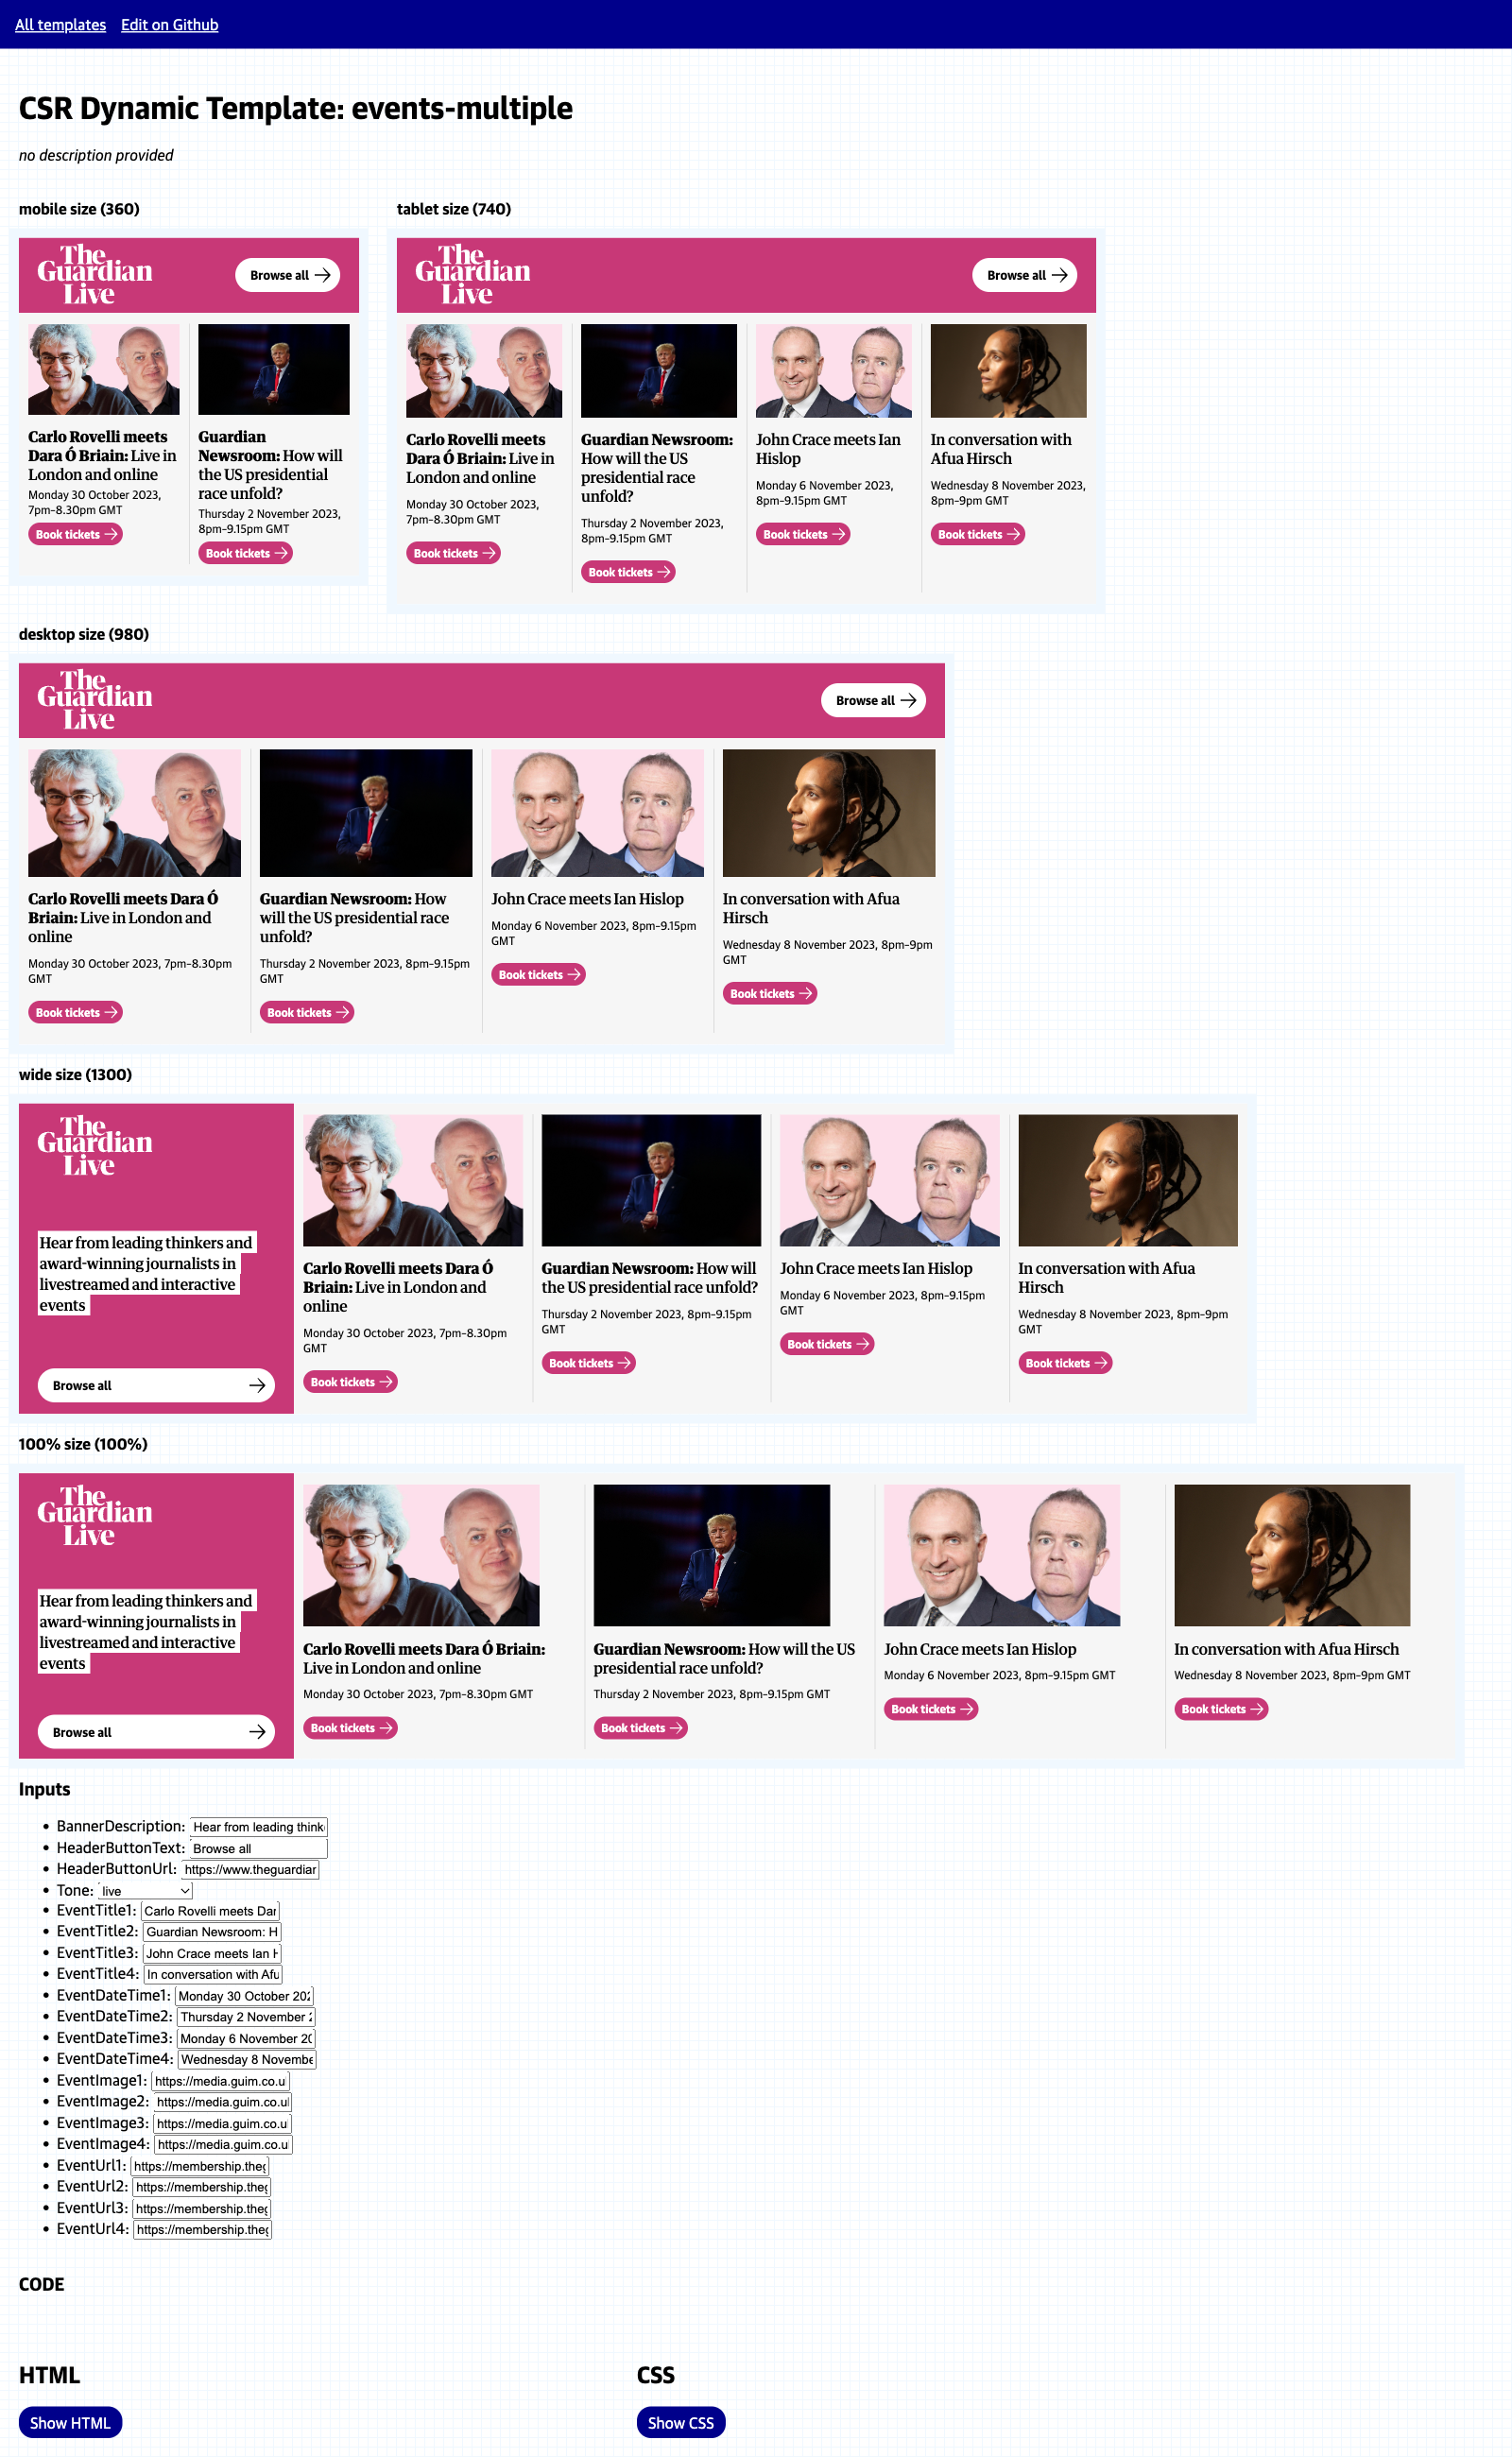 All templates Edit on Github
CSR Dynamic Template: events-multiple
no description provided
mobile size (360)
The
Guardian
Live
Browse all
Carlo Rovelli meets
Dara Ó Briain: Live in
London and online
Monday 30 October 2023,
7pm–8.30pm GMT
Book tickets
Guardian
Newsroom: How will
the US presidential
race unfold?
Thursday 2 November 2023,
8pm–9.15pm GMT
Book tickets
tablet size (740)
The
Guardian
Live
Browse all
Carlo Rovelli meets
Dara Ó Briain: Live in
London and online
Monday 30 October 2023,
7pm–8.30pm GMT
Book tickets
Guardian Newsroom:
How will the US
presidential race
unfold?
Thursday 2 November 2023,
8pm–9.15pm GMT
Book tickets
John Crace meets Ian
Hislop
Monday 6 November 2023,
8pm–9.15pm GMT
Book tickets
In conversation with
Afua Hirsch
Wednesday 8 November 2023,
8pm–9pm GMT
Book tickets
desktop size (980)
The
Guardian
Live
Browse all
Carlo Rovelli meets Dara Ó
Briain: Live in London and
online
Monday 30 October 2023, 7pm–8.30pm
GMT
Book tickets
Guardian Newsroom: How
will the US presidential race
unfold?
Thursday 2 November 2023, 8pm–9.15pm
GMT
Book tickets
John Crace meets Ian Hislop
Monday 6 November 2023, 8pm–9.15pm
GMT
Book tickets
In conversation with Afua
Hirsch
Wednesday 8 November 2023, 8pm–9pm
GMT
Book tickets
wide size (1300)
The
Guardian
Live
Hear from leading thinkers and
award-winning journalists in
livestreamed and interactive
events
Browse all
Carlo Rovelli meets Dara Ó
Briain: Live in London and
online
Monday 30 October 2023, 7pm–8.30pm
GMT
Book tickets
Guardian Newsroom: How will
the US presidential race unfold?
Thursday 2 November 2023, 8pm–9.15pm
GMT
Book tickets
John Crace meets Ian Hislop
Monday 6 November 2023, 8pm–9.15pm
GMT
Book tickets
In conversation with Afua
Hirsch
Wednesday 8 November 2023, 8pm–9pm
GMT
Book tickets
100% size (100%)
The
Guardian
Live
Hear from leading thinkers and
award-winning journalists in
livestreamed and interactive
events
Browse all
Carlo Rovelli meets Dara Ó Briain:
Live in London and online
Monday 30 October 2023, 7pm–8.30pm GMT
Book tickets
Guardian Newsroom: How will the US
presidential race unfold?
Thursday 2 November 2023, 8pm–9.15pm GMT
Book tickets
John Crace meets Ian Hislop
Monday 6 November 2023, 8pm–9.15pm GMT
Book tickets
In conversation with Afua Hirsch
Wednesday 8 November 2023, 8pm–9pm GMT
Book tickets
Inputs
• BannerDescription: Hear from leading think
• HeaderButtonText: Browse all
• HeaderButtonUrl: https://www.theguardian
• Tone: live
• EventTitle1: Carlo Rovelli meets Dar
• EventTitle2: Guardian Newsroom: H
• EventTitle3: John Crace meets Ian H
• EventTitle4: In conversation with Afu
• EventDateTime1: Monday 30 October 202
• EventDateTime2: Thursday 2 November 2
• EventDateTime3: Monday 6 November 20
• EventDateTime4: Wednesday 8 Novembe
• EventImage1: https://media.guim.co.u
• EventImage2: https://media.guim.co.uk
• EventImage3: https://media.guim.co.u
• EventImage4: https://media.guim.co.u
• EventUrl1: https://membership.theg
• EventUrl2: https://membership.theg
• EventUrl3: https://membership.theg
• EventUrl4: https://membership.theg
CODE
HTML
Show HTML
CSS
Show CSS